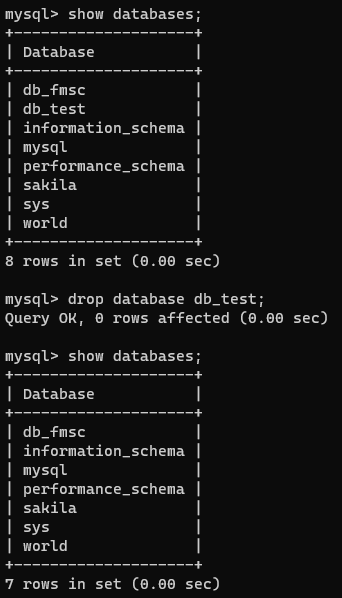 mysql> show databases;
+--------------------+
| Database           |
+--------------------+
| db_fmsc            |
| db_test            |
| information_schema |
| mysql              |
| performance_schema |
| sakila             |
| sys                |
| world              |
+--------------------+
8 rows in set (0.00 sec)

mysql> drop database db_test;
Query OK, 0 rows affected (0.00 sec)

mysql> show databases;
+--------------------+
| Database           |
+--------------------+
| db_fmsc            |
| information_schema |
| mysql              |
| performance_schema |
| sakila             |
| sys                |
| world              |
+--------------------+
7 rows in set (0.00 sec)